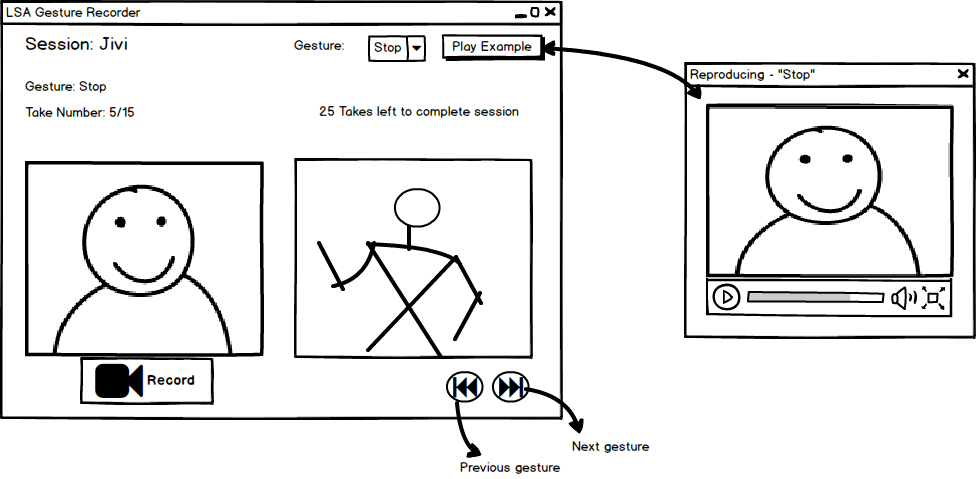 LSA Gesture Recorder
Session: Jivi
Gesture:
Stop
Play Example
Gesture: Stop
Take Number: 5/15
25 Takes left to complete session
Record
Previous gesture
Next gesture
Reproducing - "Stop"